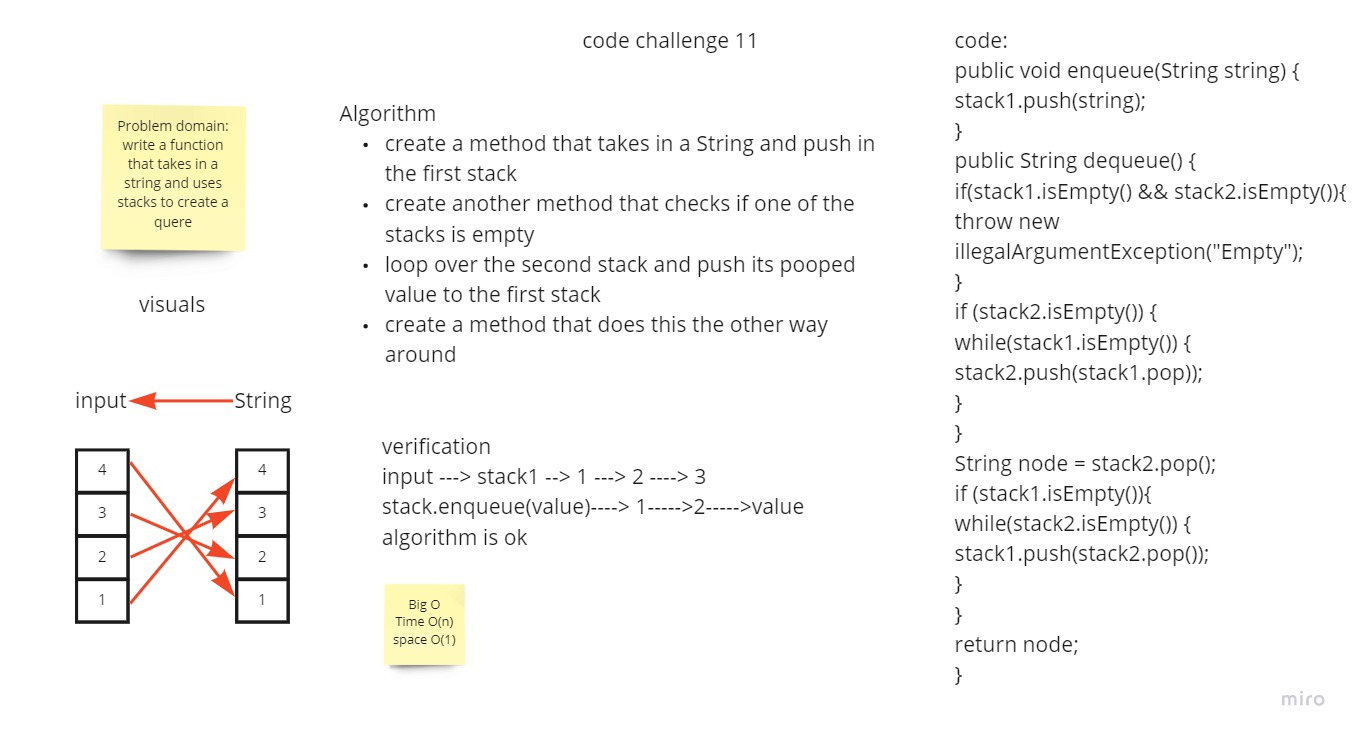 code challenge 11
Problem domain:
write a function
that takes in a
string and uses
stacks to create a
quere
visuals
input
String
4
3
2
1
4
3
2
1
Algorithm
• create a method that takes in a String and push in
the first stack
• create another method that checks if one of the
stacks is empty
• loop over the second stack and push its pooped
value to the first stack
• create a method that does this the other way
around
verification
input ---> stack1 --> 1 ---> 2 ----> 3
stack.enqueue(value)----> 1----->2----->value
algorithm is ok
Big O
Time O(n)
space O(1)
code:
public void enqueue(String string) {
stack1.push(string);
}
public String dequeue() {
if(stack1.isEmpty() && stack2.isEmpty()){
throw new
illegalArgumentException("Empty");
}
if (stack2.isEmpty()) {
while(stack1.isEmpty()) {
stack2.push(stack1.pop));
}
}
String node = stack2.pop();
if (stack1.isEmpty()){
while(stack2.isEmpty()) {
stack1.push(stack2.pop());
}
}
return node;
}
miro